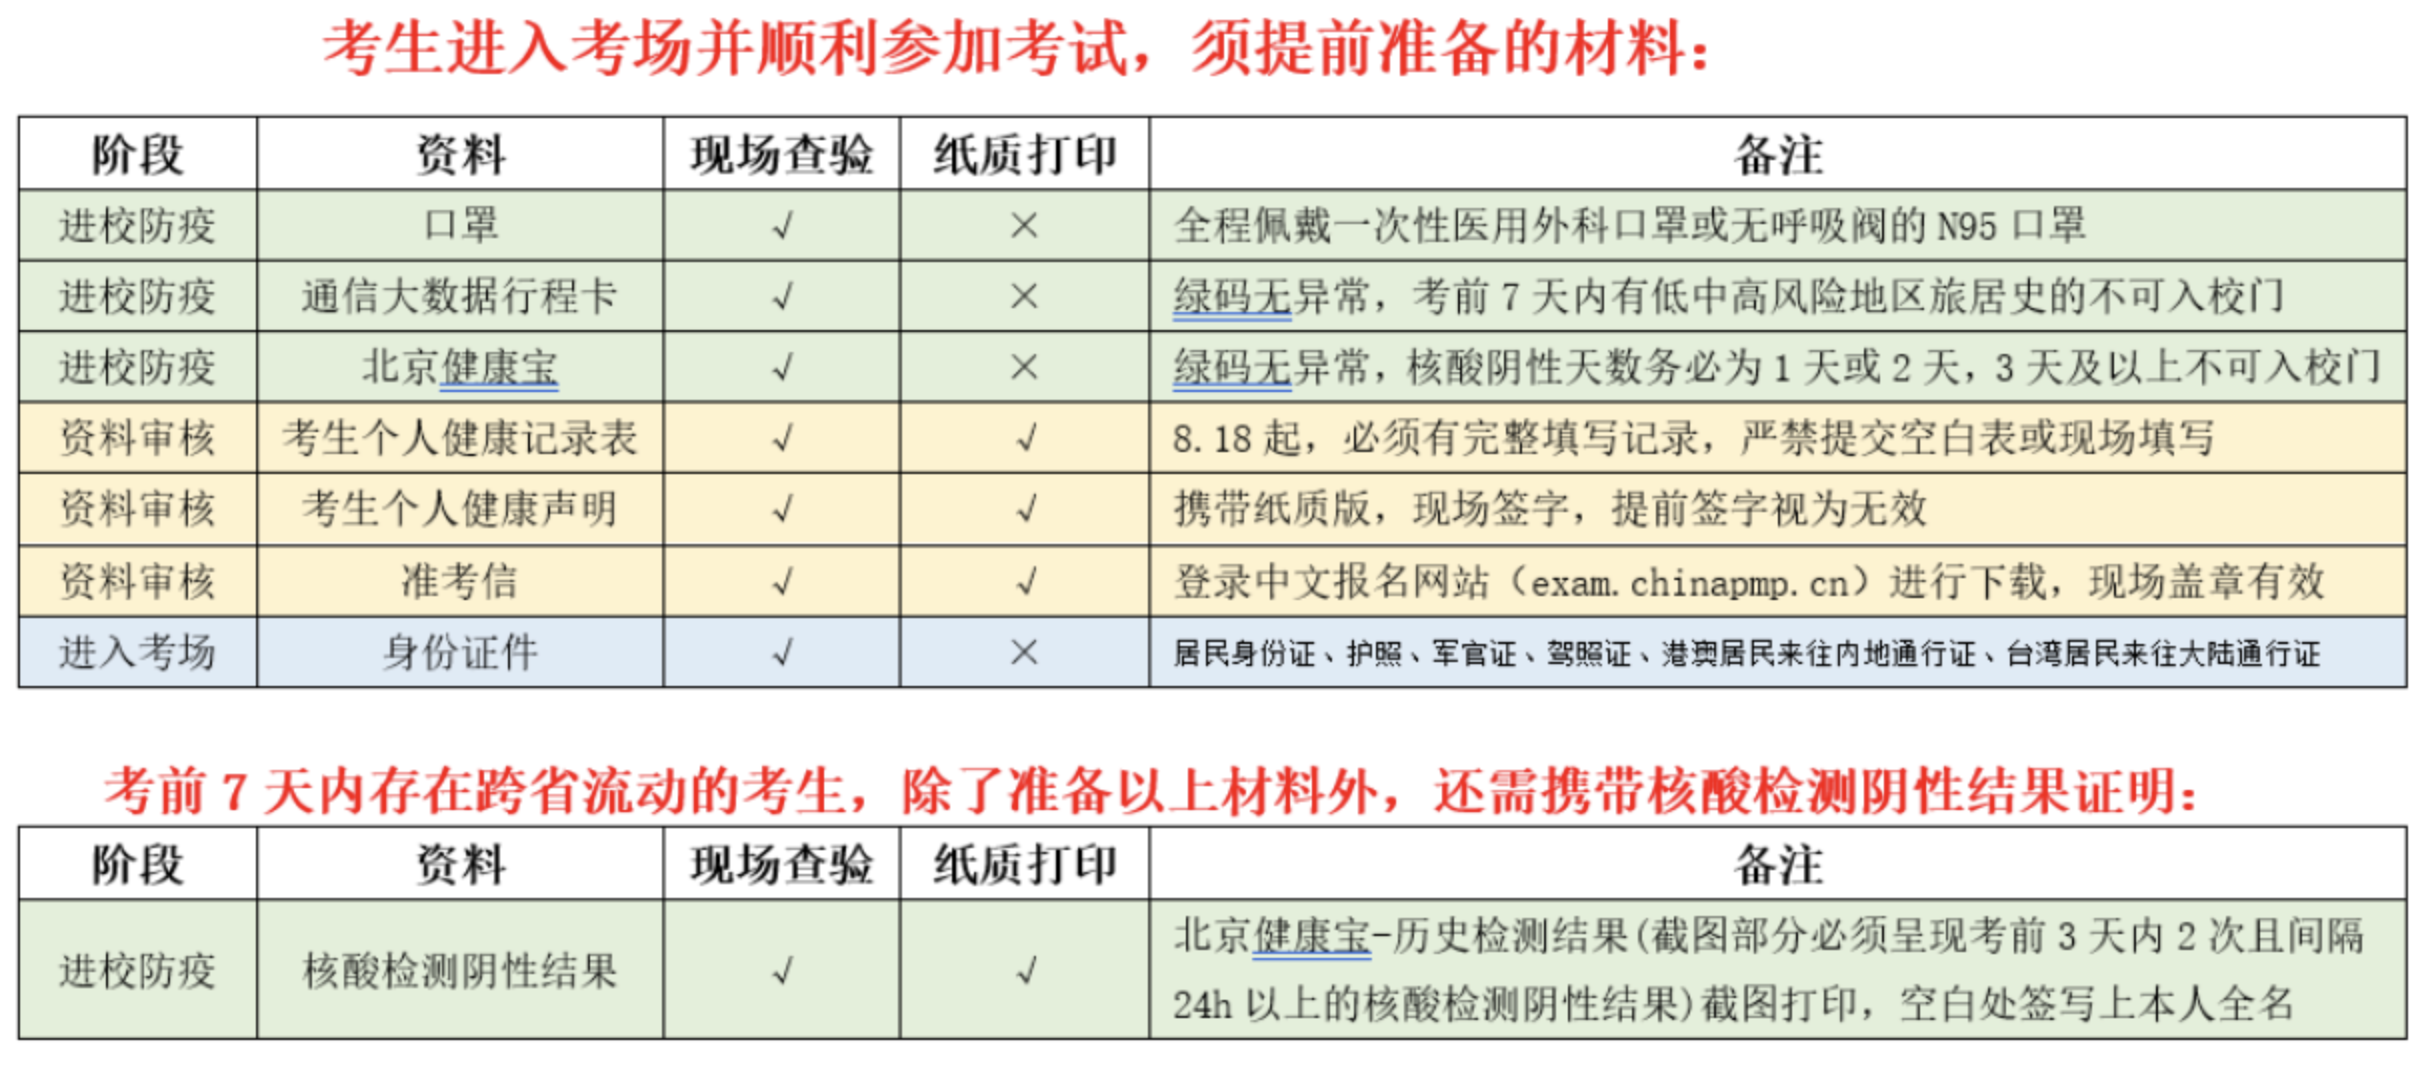 考生进入考场并顺利参加考试，须提前准备的材料：
阶段 资料 现场查验 纸质打印 备注
进校防疫 口罩 √ × 全程佩戴一次性医用外科口罩或无呼吸阀的 N95 口罩
进校防疫 通信大数据行程卡 √ × 绿码无异常，考前 7 天内有低中高风险地区旅居史的不可入校门
进校防疫 北京健康宝 √ × 绿码无异常，核酸阴性天数务必为 1 天或 2 天，3 天及以上不可入校门
资料审核 考生个人健康记录表 √ √ 8.18 起，必须有完整填写记录，严禁提交空白表或现场填写
资料审核 考生个人健康声明 √ √ 携带纸质版，现场签字，提前签字视为无效
资料审核 准考信 √ √ 登录中文报名网站（exam.chinapmp.cn）进行下载，现场盖章有效
进入考场 身份证件 √ × 居民身份证、护照、军官证、驾照证、港澳居民来往内地通行证、台湾居民来往大陆通行证
考前 7 天内存在跨省流动的考生，除了准备以上材料外，还需携带核酸检测阴性结果证明：
阶段 资料 现场查验 纸质打印 备注
进校防疫 核酸检测阴性结果 √ √ 北京健康宝-历史检测结果(截图部分必须呈现考前 3 天内 2 次且间隔
24h 以上的核酸检测阴性结果)截图打印，空白处签写上本人全名